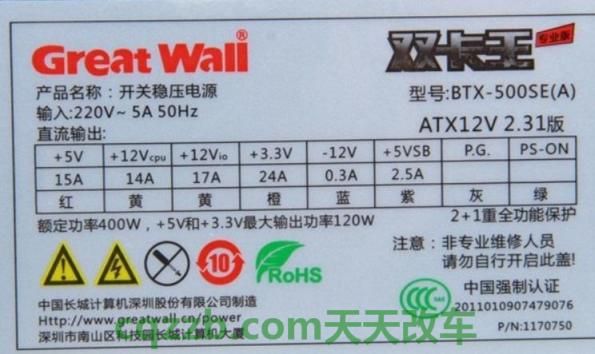 Great Wall
双卡王 专业版
产品名称：开关稳压电源
型号:BTX-500SE(A)
输入:220V~ 5A 50Hz
直流输出:
ATX12V 2.31版
+5V +12Vcpu +12Vio +3.3V -12V +5VSB P.G. PS-ON
15A 14A 17A 24A 0.3A 2.5A
红 黄 黄 橙 蓝 紫 灰 绿
额定功率400W, +5V和+3.3V最大输出功率120W
2+1重全功能保护
注意：非专业维修人员
请勿自行开启此盖!
10
RoHS
中国强制认证
2011010907479076
P/N:1170750
中国长城计算机深圳股份有限公司制造
http://www.greatwall.cn/power
深圳市南山区科技园长城计算机大厦
.com天天改车